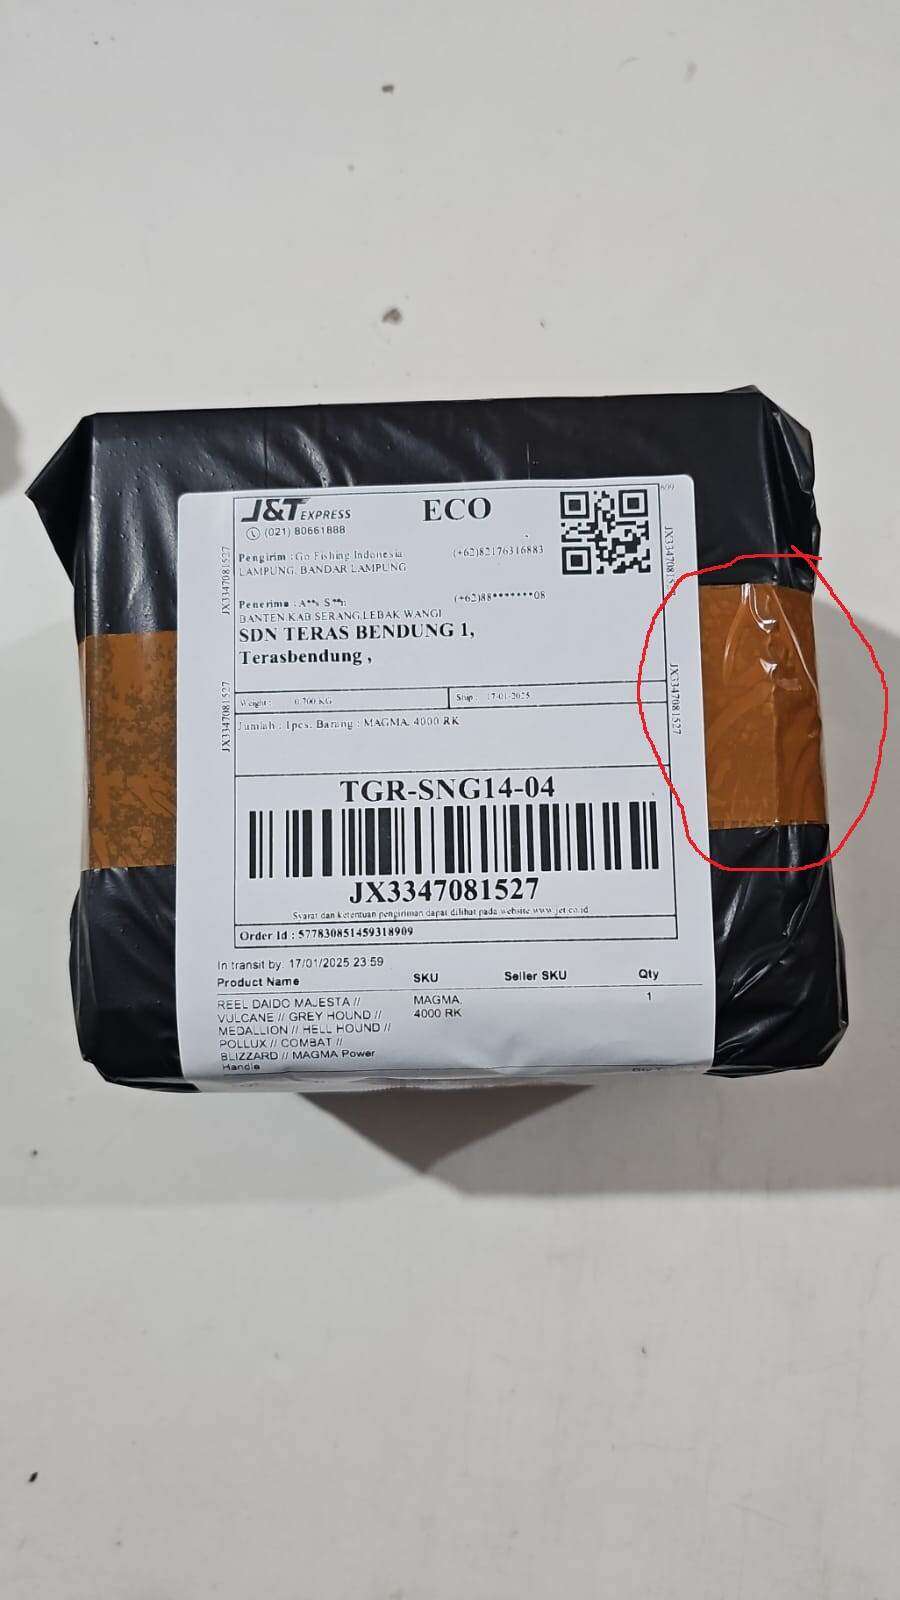 J&T EXPRESS
ECO
(021) 80661888
Pengirim : Go Fishing Indonesia (+62)82176316883
LAMPUNG, BANDAR LAMPUNG
Penerima : A** S**n (+62)88*******08
BANTEN,KAB SERANG,LEBAK WANGI
SDN TERAS BENDUNG 1,
Terasbendung ,
Weight : 0.700 KG Ship : 17-01-2025
Jumlah : 1pcs. Barang : MAGMA, 4000 RK
TGR-SNG14-04
JX3347081527
Syarat dan ketentuan pengiriman dapat dilihat pada website www.jet.co.id
Order Id : 577830851459318909
In transit by: 17/01/2025 23:59
Product Name SKU Seller SKU Qty
REEL DAIDO MAJESTA // MAGMA, 1
VULCANE // GREY HOUND // 4000 RK
MEDALLION // HELL HOUND //
POLLUX // COMBAT //
BLIZZARD // MAGMA Power
Handle
JX3347081527
JX3347081527
JX3347081527